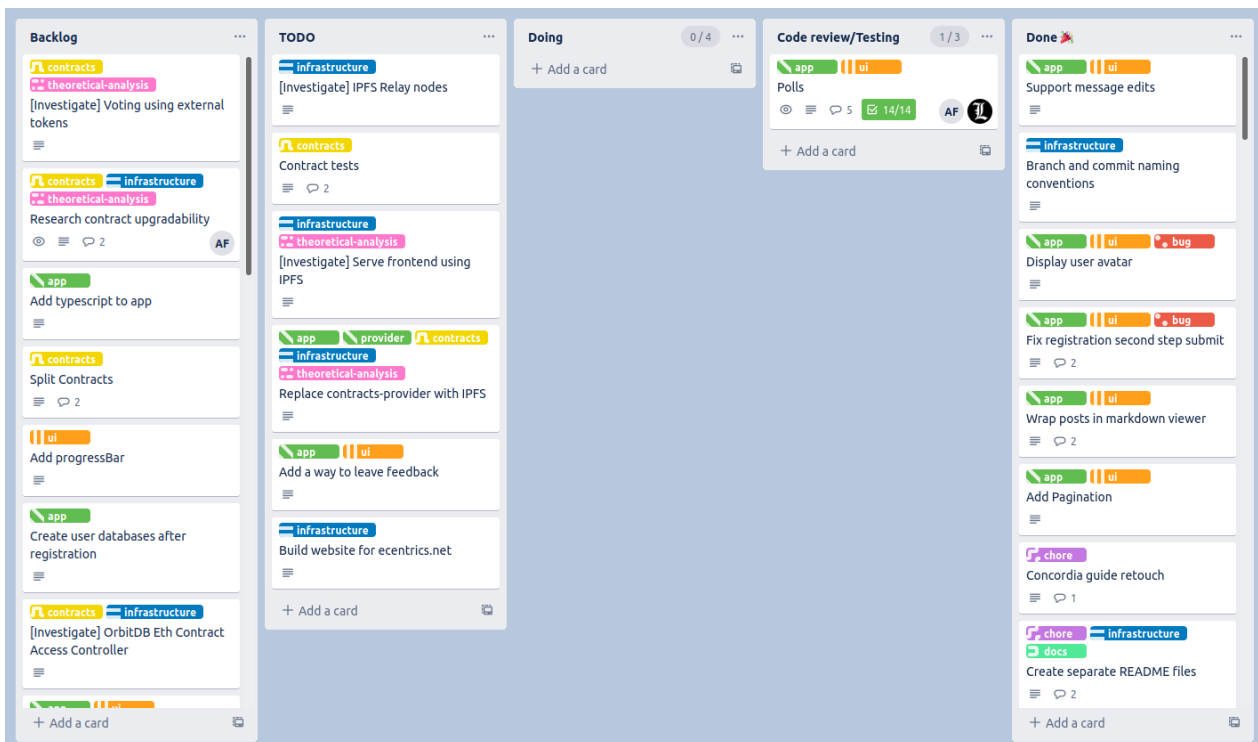 Backlog
contracts
theoretical-analysis
[Investigate] Voting using external
tokens
contracts infrastructure
theoretical-analysis
Research contract upgradability
2 AF
app
Add typescript to app
contracts
Split Contracts
2
ui
Add progressBar
app
Create user databases after
registration
contracts infrastructure
[Investigate] OrbitDB Eth Contract
Access Controller
+ Add a card
TODO
infrastructure
[Investigate] IPFS Relay nodes
contracts
Contract tests
2
infrastructure
theoretical-analysis
[Investigate] Serve frontend using
IPFS
app provider contracts
infrastructure
theoretical-analysis
Replace contracts-provider with IPFS
app ui
Add a way to leave feedback
infrastructure
Build website for ecentrics.net
+ Add a card
Doing 0/4
+ Add a card
Code review/Testing 1/3
app ui
Polls
5 14/14 AF L
+ Add a card
Done 🎉
app ui
Support message edits
infrastructure
Branch and commit naming
conventions
app ui bug
Display user avatar
app ui bug
Fix registration second step submit
2
app ui
Wrap posts in markdown viewer
2
app ui
Add Pagination
chore
Concordia guide retouch
1
chore infrastructure
docs
Create separate README files
2
+ Add a card